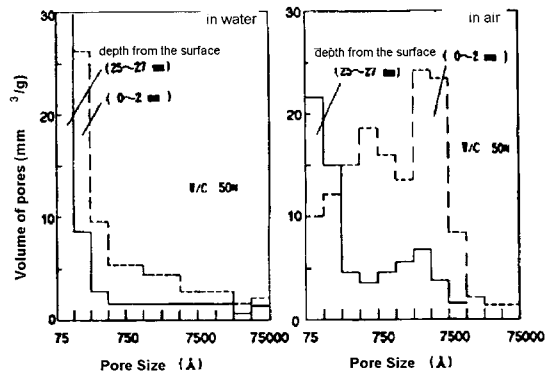 in water
30
20
10
0
Volume of pores (mm 3/g)
depth from the surface
(25～27 mm)
( 0～2 mm )
W/C 50%
75 750 7500 75000
Pore Size (Å)
in air
30
20
10
0
depth from the surface
(25～27 mm)
( 0～2 mm )
W/C 50%
75 750 7500 75000
Pore Size (Å)